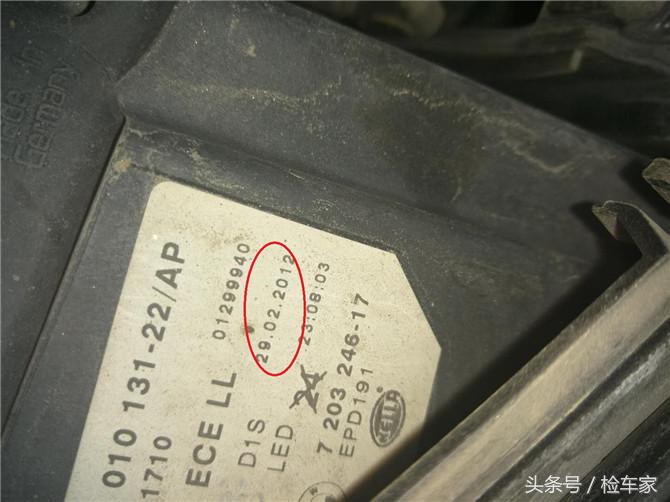 Made in
Germany
010 131-22/AP
1710
ECE LL 01299940
D1S 29.02.2012
LED 24 23:08:03
7 203 246-17
EPD191
HELLA
头条号 / 检车家